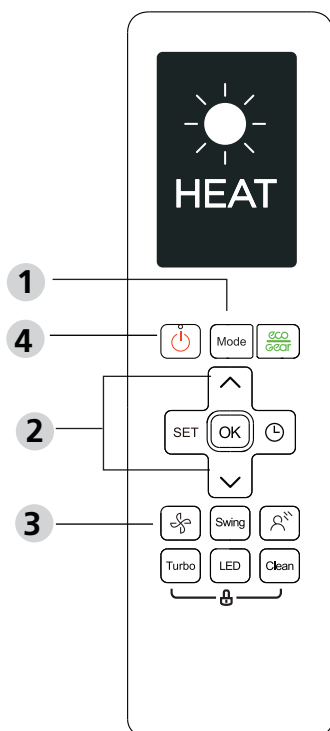 HEAT
1
4
Mode
eco
Gear
2
SET OK
3
Swing
Turbo LED Clean